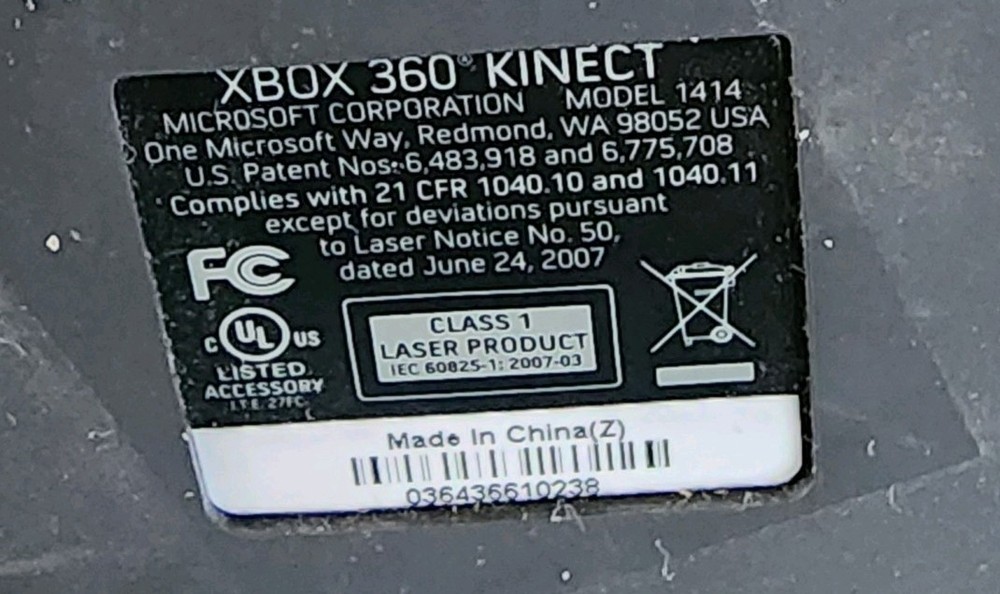 XBOX 360® KINECT
MICROSOFT CORPORATION MODEL 1414
One Microsoft Way, Redmond, WA 98052 USA
U.S. Patent Nos. 6,483,918 and 6,775,708
Complies with 21 CFR 1040.10 and 1040.11
except for deviations pursuant
to Laser Notice No. 50,
dated June 24, 2007
FC
C UL US
LISTED
ACCESSORY
I.T.E. 27FC
CLASS 1
LASER PRODUCT
IEC 60825-1: 2007-03
Made in China(Z)
036436610238